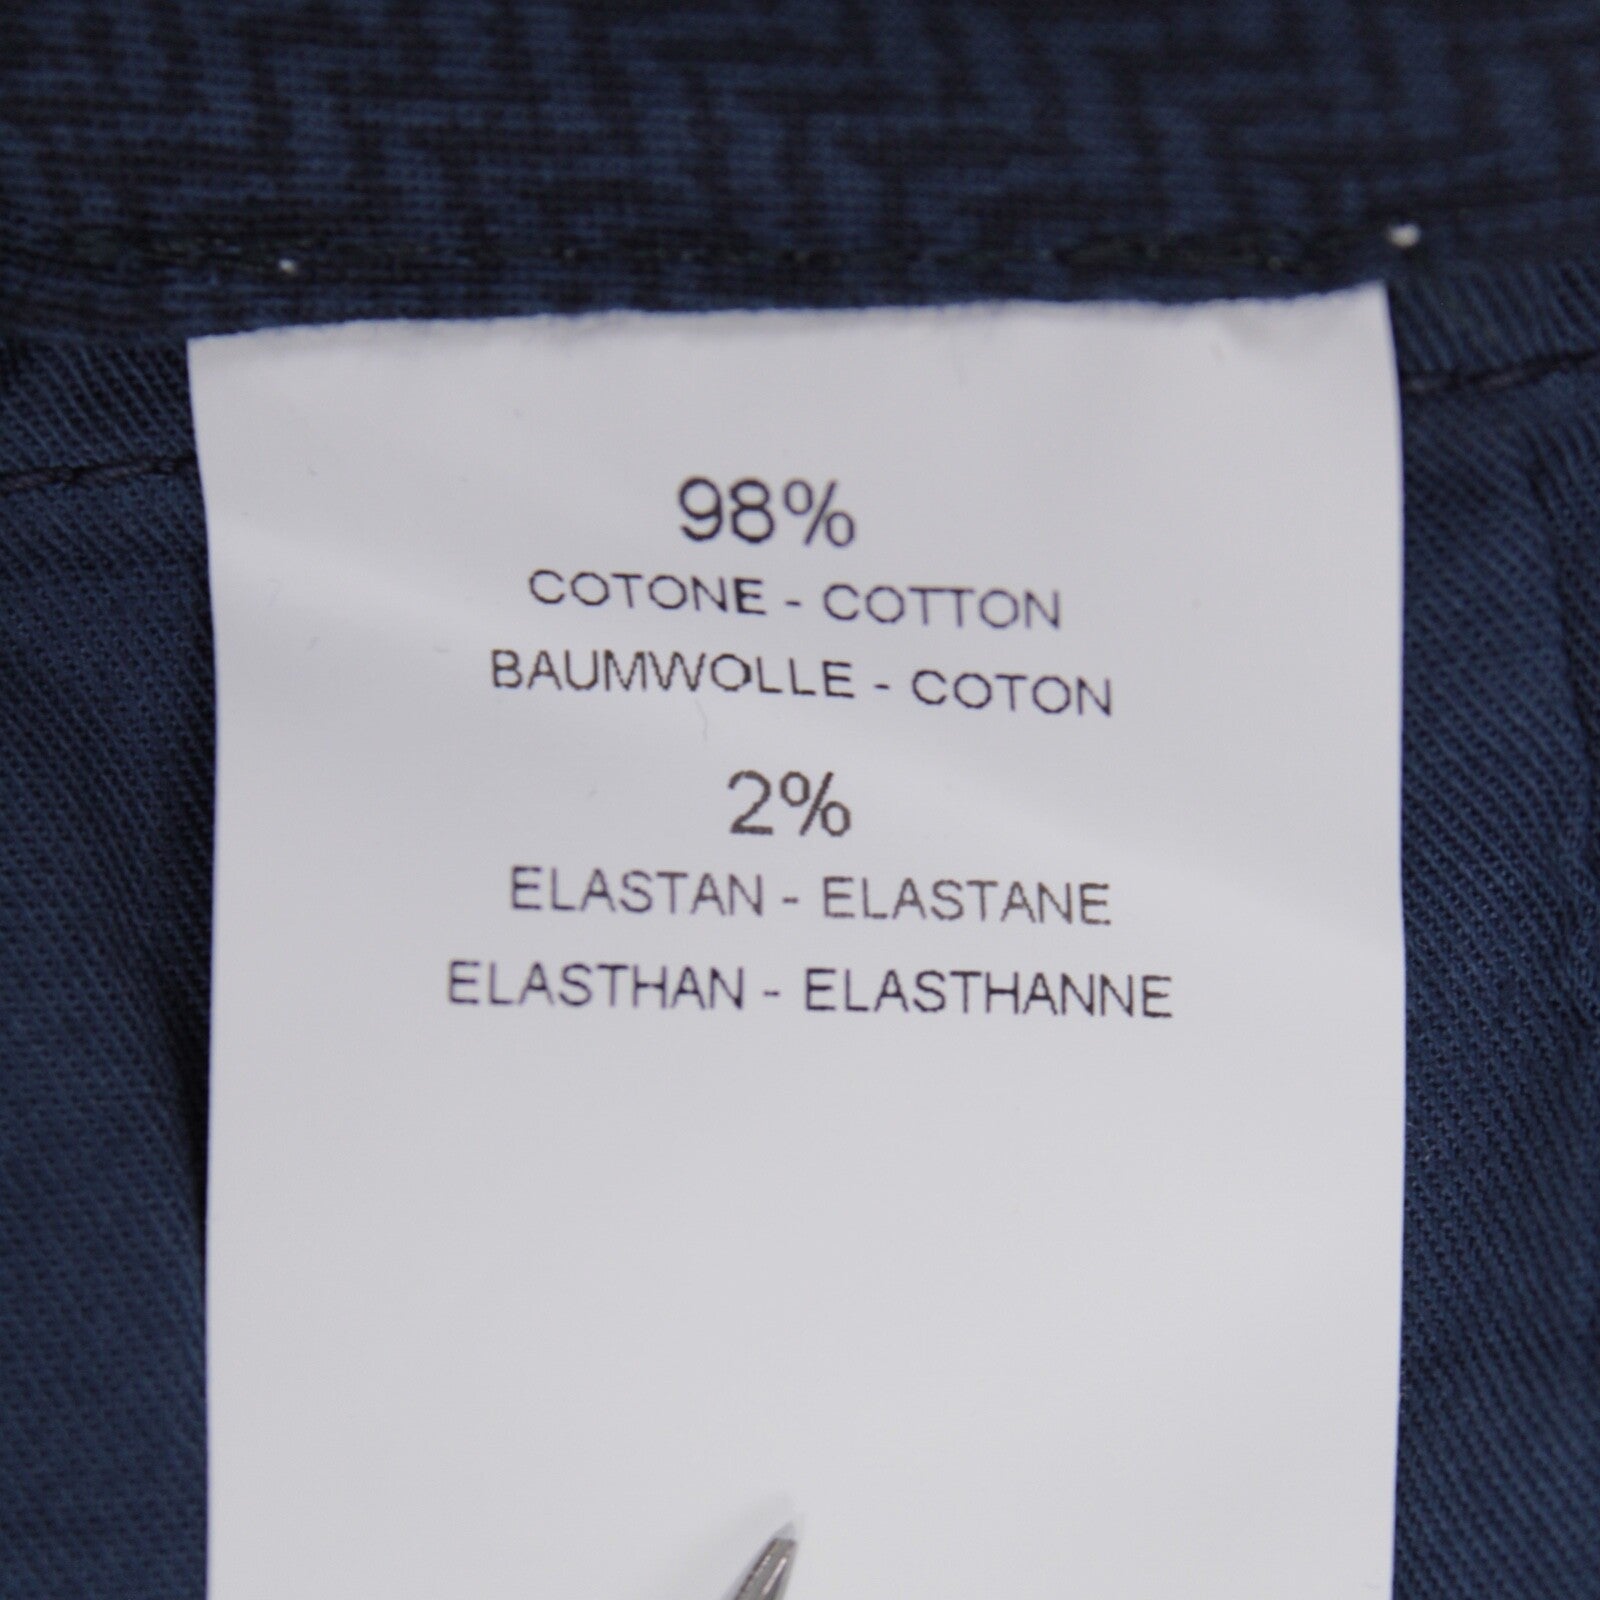 98%
COTONE - COTTON
BAUMWOLLE - COTON
2%
ELASTAN - ELASTANE
ELASTHAN - ELASTHANNE